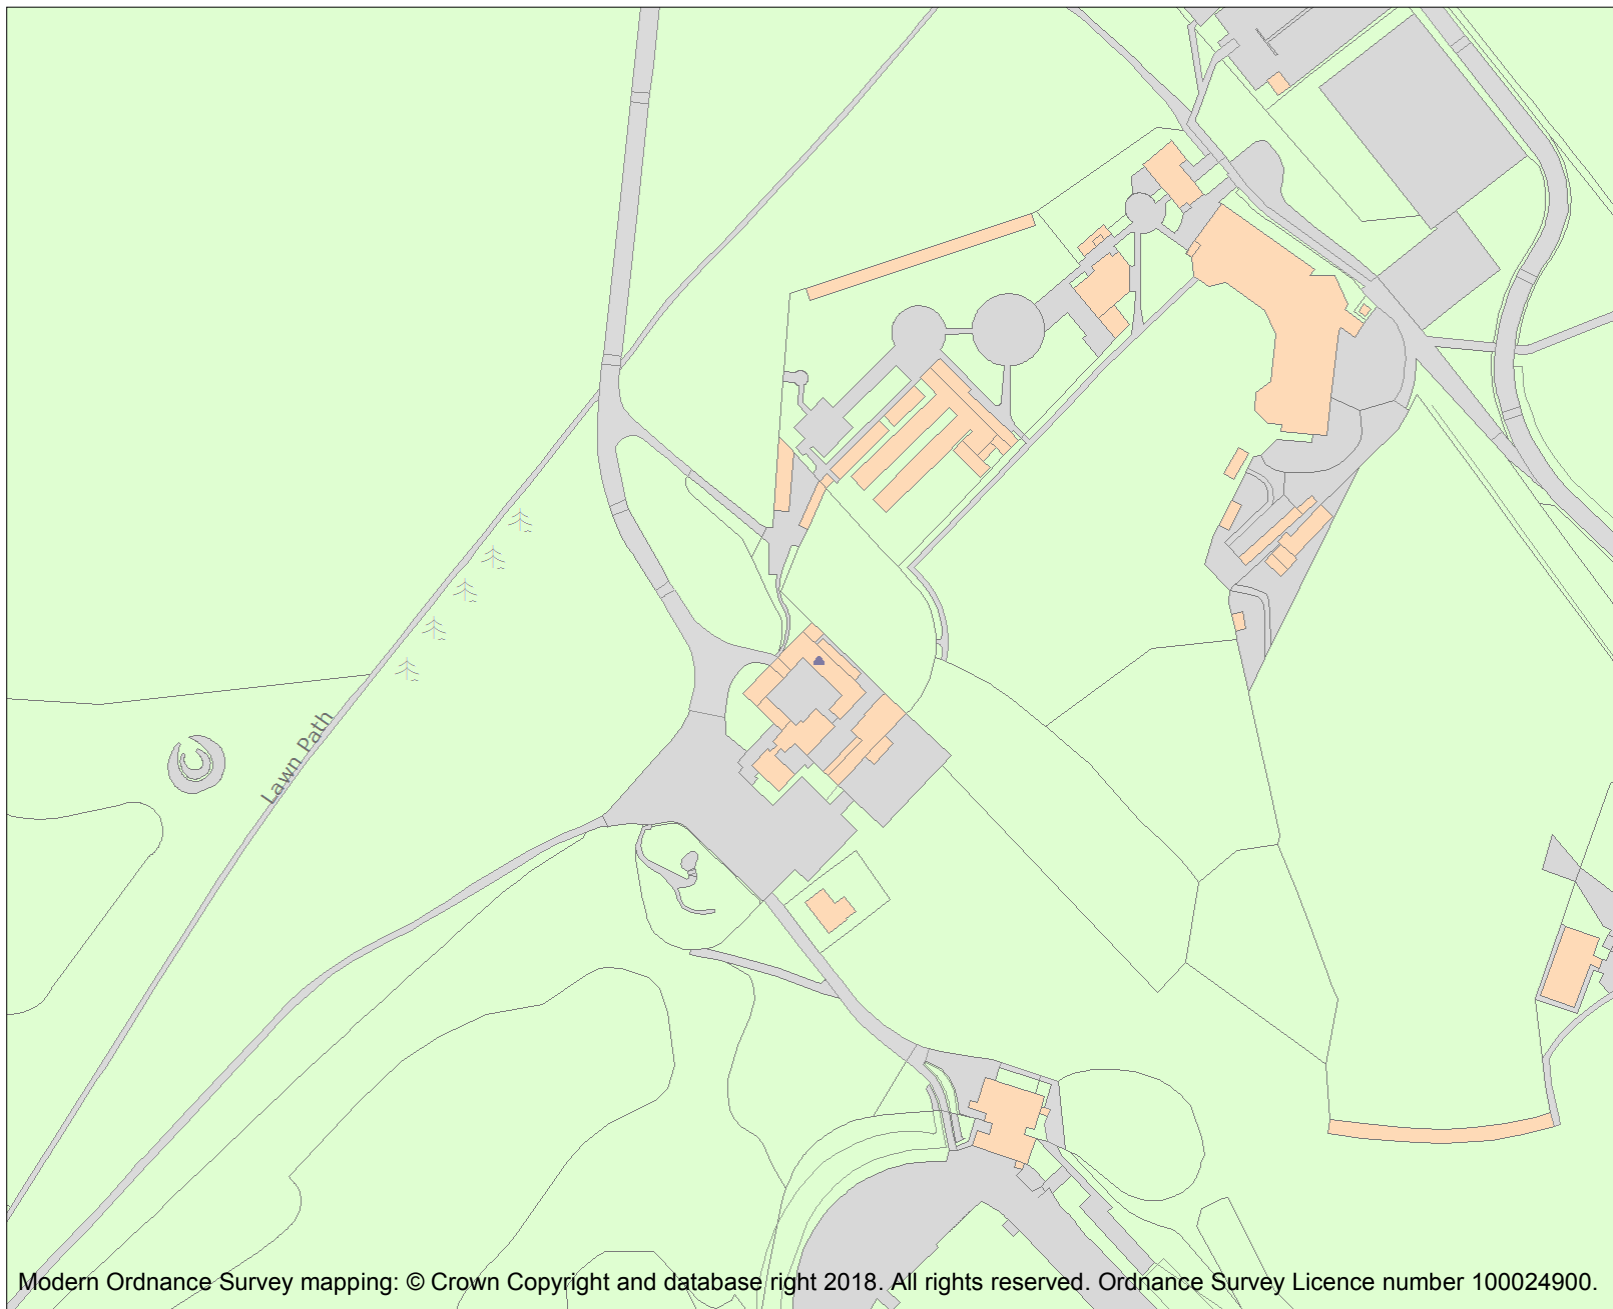 Lawn Path
Modern Ordnance Survey mapping: © Crown Copyright and database right 2018. All rights reserved. Ordnance Survey Licence number 100024900.